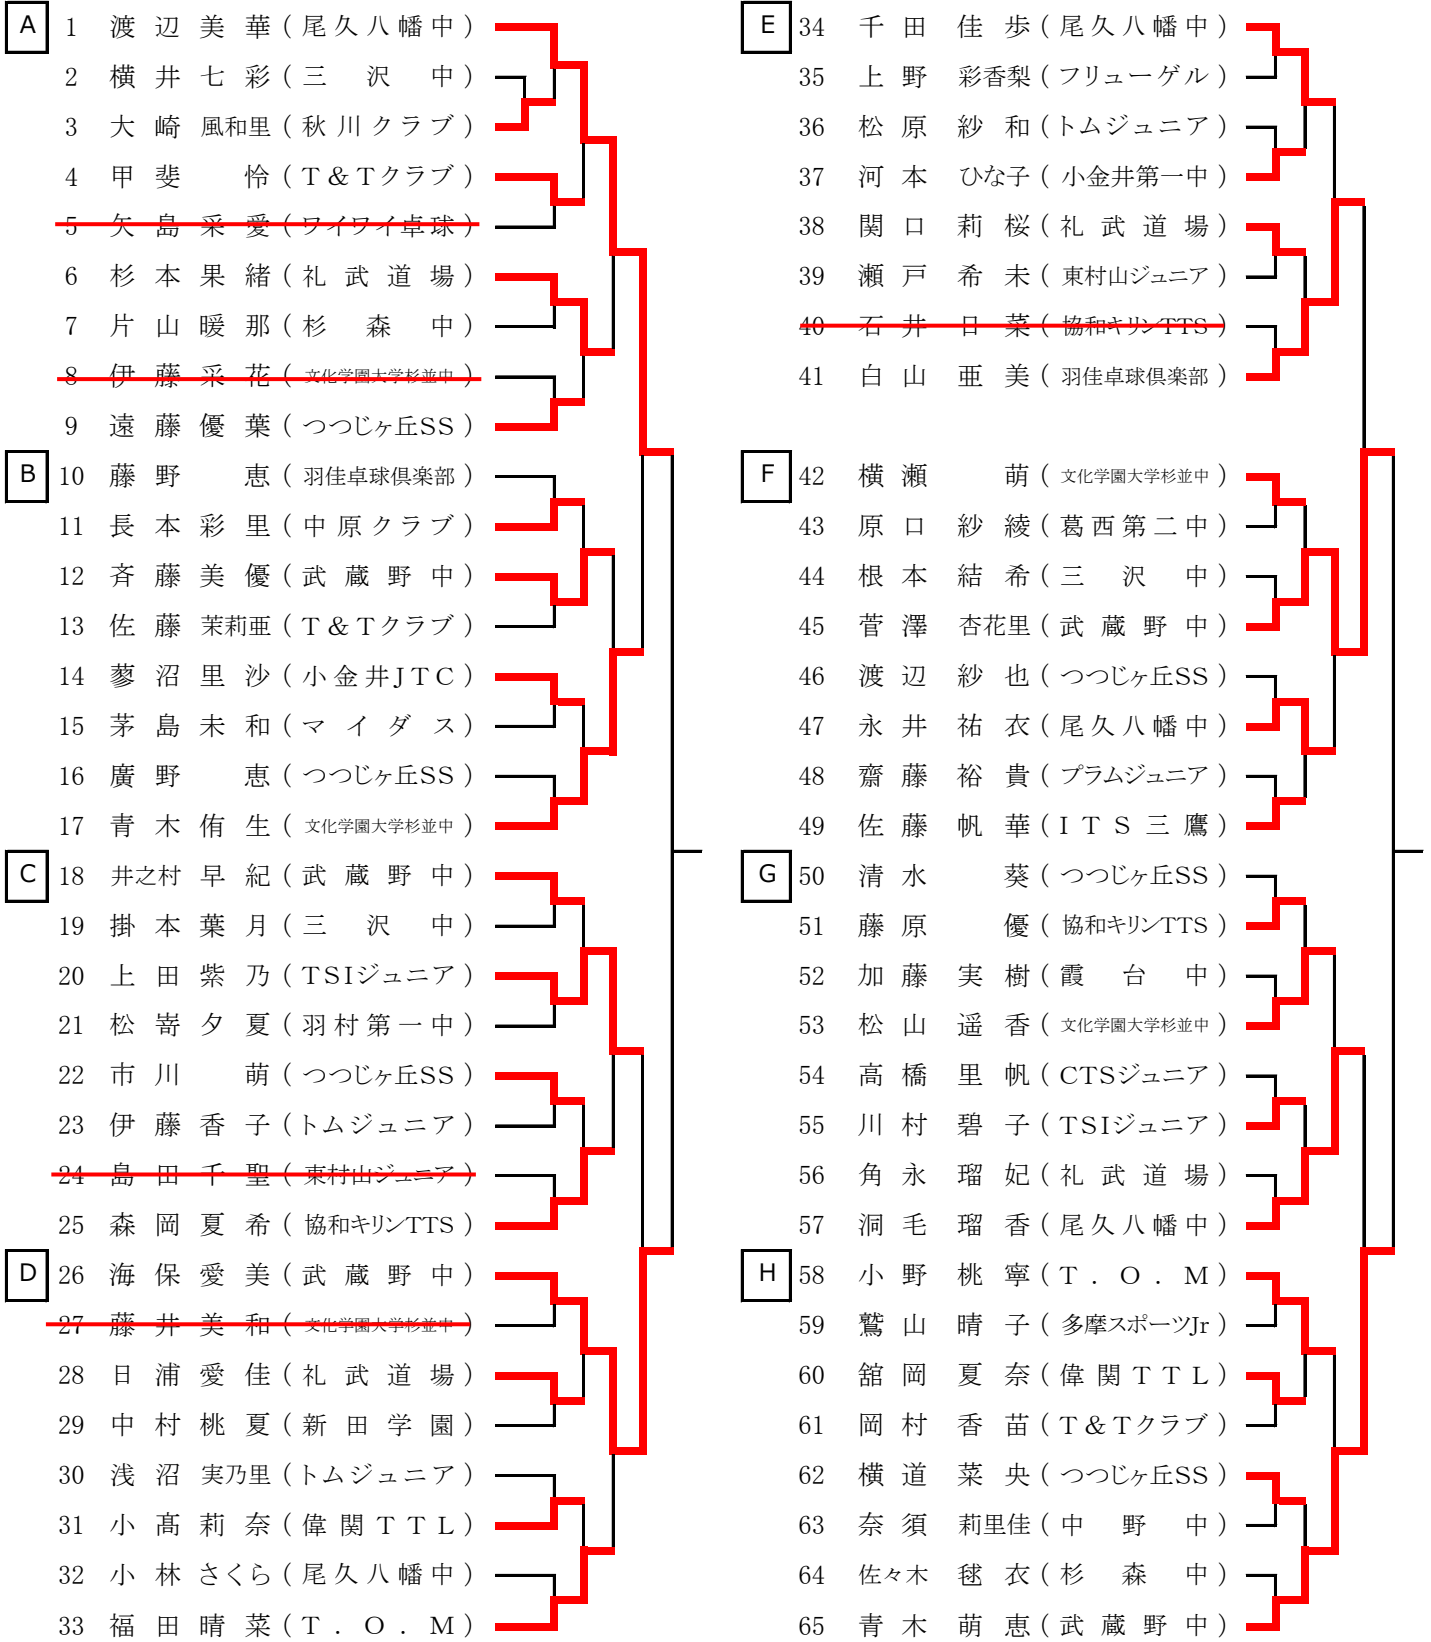 A 1 渡辺美華(尾久八幡中)
2 横井七彩(三沢中)
3 大崎風和里(秋川クラブ)
4 甲斐怜(T&Tクラブ)
5 矢島采愛(ワイワイ卓球)
6 杉本果緒(礼武道場)
7 片山暖那(杉森中)
8 伊藤采花(文化学園大学杉並中)
9 遠藤優葉(つつじヶ丘SS)
B 10 藤野恵(羽佳卓球倶楽部)
11 長本彩里(中原クラブ)
12 斉藤美優(武蔵野中)
13 佐藤茉莉亜(T&Tクラブ)
14 蓼沼里沙(小金井JTC)
15 茅島未和(マイダス)
16 廣野恵(つつじヶ丘SS)
17 青木侑生(文化学園大学杉並中)
C 18 井之村早紀(武蔵野中)
19 掛本葉月(三沢中)
20 上田紫乃(TSIジュニア)
21 松嵜夕夏(羽村第一中)
22 市川萌(つつじヶ丘SS)
23 伊藤香子(トムジュニア)
24 島田千聖(東村山ジュニア)
25 森岡夏希(協和キリンTTS)
D 26 海保愛美(武蔵野中)
27 藤井美和(文化学園大学杉並中)
28 日浦愛佳(礼武道場)
29 中村桃夏(新田学園)
30 浅沼実乃里(トムジュニア)
31 小髙莉奈(偉関TTL)
32 小林さくら(尾久八幡中)
33 福田晴菜(T.O.M)
E 34 千田佳歩(尾久八幡中)
35 上野彩香梨(フリューゲル)
36 松原紗和(トムジュニア)
37 河本ひな子(小金井第一中)
38 関口莉桜(礼武道場)
39 瀬戸希未(東村山ジュニア)
40 石井日菜(協和キリンTTS)
41 白山亜美(羽佳卓球倶楽部)
F 42 横瀬萌(文化学園大学杉並中)
43 原口紗綾(葛西第二中)
44 根本結希(三沢中)
45 菅澤杏花里(武蔵野中)
46 渡辺紗也(つつじヶ丘SS)
47 永井祐衣(尾久八幡中)
48 齋藤裕貴(プラムジュニア)
49 佐藤帆華(ITS三鷹)
G 50 清水葵(つつじヶ丘SS)
51 藤原優(協和キリンTTS)
52 加藤実樹(霞台中)
53 松山遥香(文化学園大学杉並中)
54 高橋里帆(CTSジュニア)
55 川村碧子(TSIジュニア)
56 角永瑠妃(礼武道場)
57 洞毛瑠香(尾久八幡中)
H 58 小野桃寧(T.O.M)
59 鷲山晴子(多摩スポーツJr)
60 舘岡夏奈(偉関TTL)
61 岡村香苗(T&Tクラブ)
62 横道菜央(つつじヶ丘SS)
63 奈須莉里佳(中野中)
64 佐々木毬衣(杉森中)
65 青木萌恵(武蔵野中)